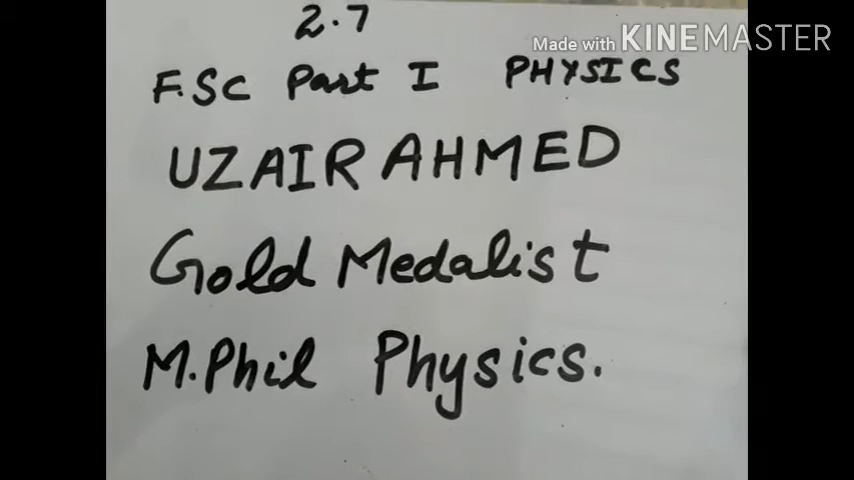 2.7
Made with KINEMASTER
F.SC Part I PHYSICS
UZAIR AHMED
Gold Medalist
M.Phil Physics.